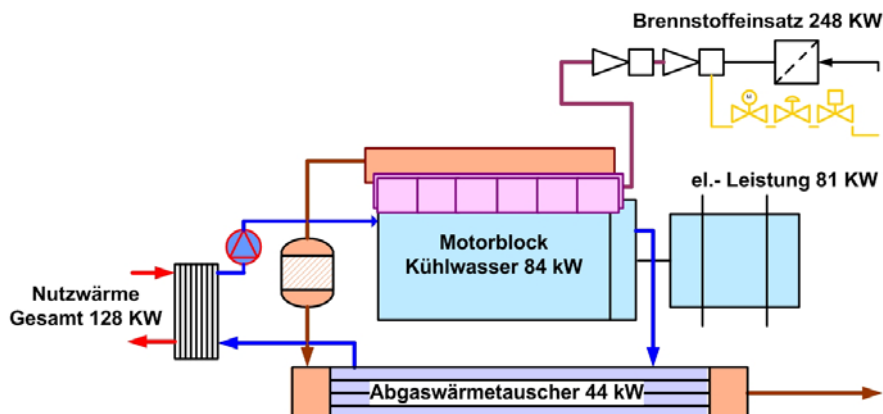 Brennstoffeinsatz 248 KW
el.- Leistung 81 KW
Motorblock
Kühlwasser 84 kW
Nutzwärme
Gesamt 128 KW
Abgaswärmetauscher 44 kW